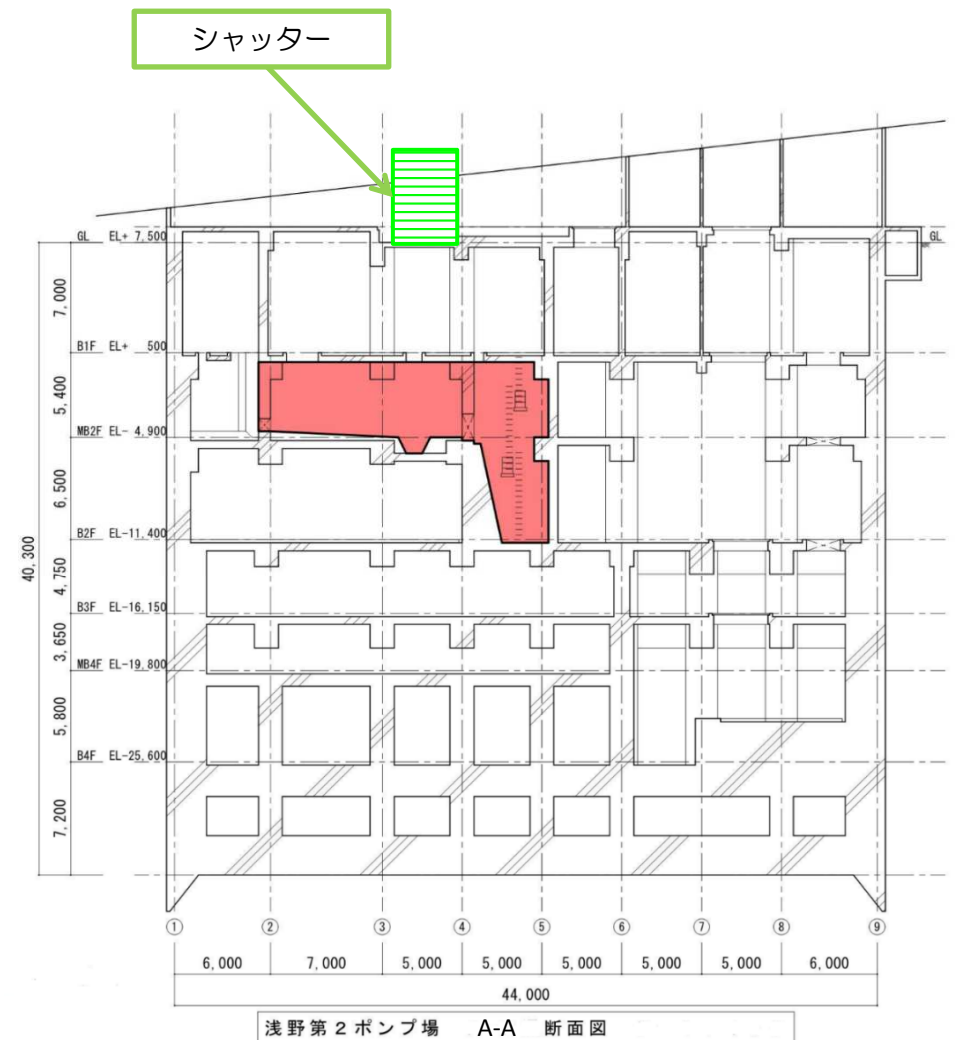 シャッター
GL EL+ 7,500
GL
7,000
B1F EL+ 500
5,400
MB2F EL- 4,900
6,500
B2F EL-11,400
40,300
4,750
B3F EL-16,150
3,650
MB4F EL-19,800
5,800
B4F EL-25,600
7,200
① ② ③ ④ ⑤ ⑥ ⑦ ⑧ ⑨
6,000 7,000 5,000 5,000 5,000 5,000 5,000 6,000
44,000
浅野第2ポンプ場 A-A 断面図